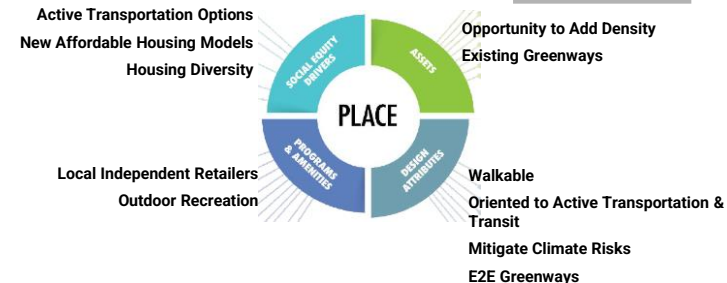 Active Transportation Options
New Affordable Housing Models
Housing Diversity
SOCIAL EQUITY
DRIVERS
ASSETS
Opportunity to Add Density
Existing Greenways
PLACE
Local Independent Retailers
Outdoor Recreation
PROGRAMS
& AMENITIES
DESIGN
ATTRIBUTES
Walkable
Oriented to Active Transportation &
Transit
Mitigate Climate Risks
E2E Greenways